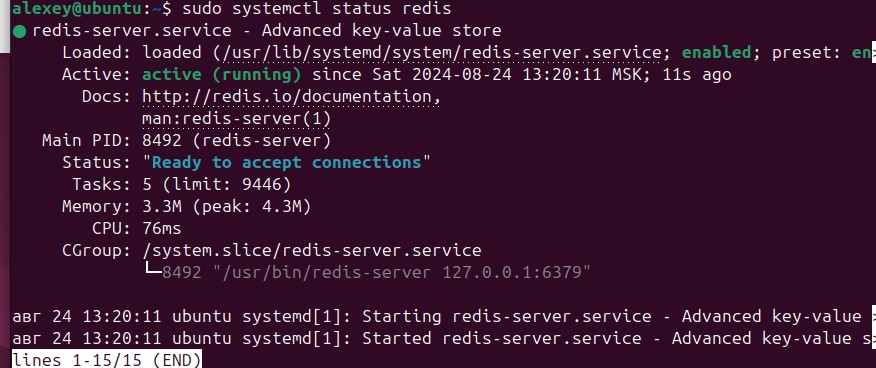 alexey@ubuntu:~$ sudo systemctl status redis
● redis-server.service - Advanced key-value store
     Loaded: loaded (/usr/lib/systemd/system/redis-server.service; enabled; preset: en>
     Active: active (running) since Sat 2024-08-24 13:20:11 MSK; 11s ago
       Docs: http://redis.io/documentation,
             man:redis-server(1)
   Main PID: 8492 (redis-server)
     Status: "Ready to accept connections"
      Tasks: 5 (limit: 9446)
     Memory: 3.3M (peak: 4.3M)
        CPU: 76ms
     CGroup: /system.slice/redis-server.service
             └─8492 "/usr/bin/redis-server 127.0.0.1:6379"

авг 24 13:20:11 ubuntu systemd[1]: Starting redis-server.service - Advanced key-value >
авг 24 13:20:11 ubuntu systemd[1]: Started redis-server.service - Advanced key-value s>
lines 1-15/15 (END)